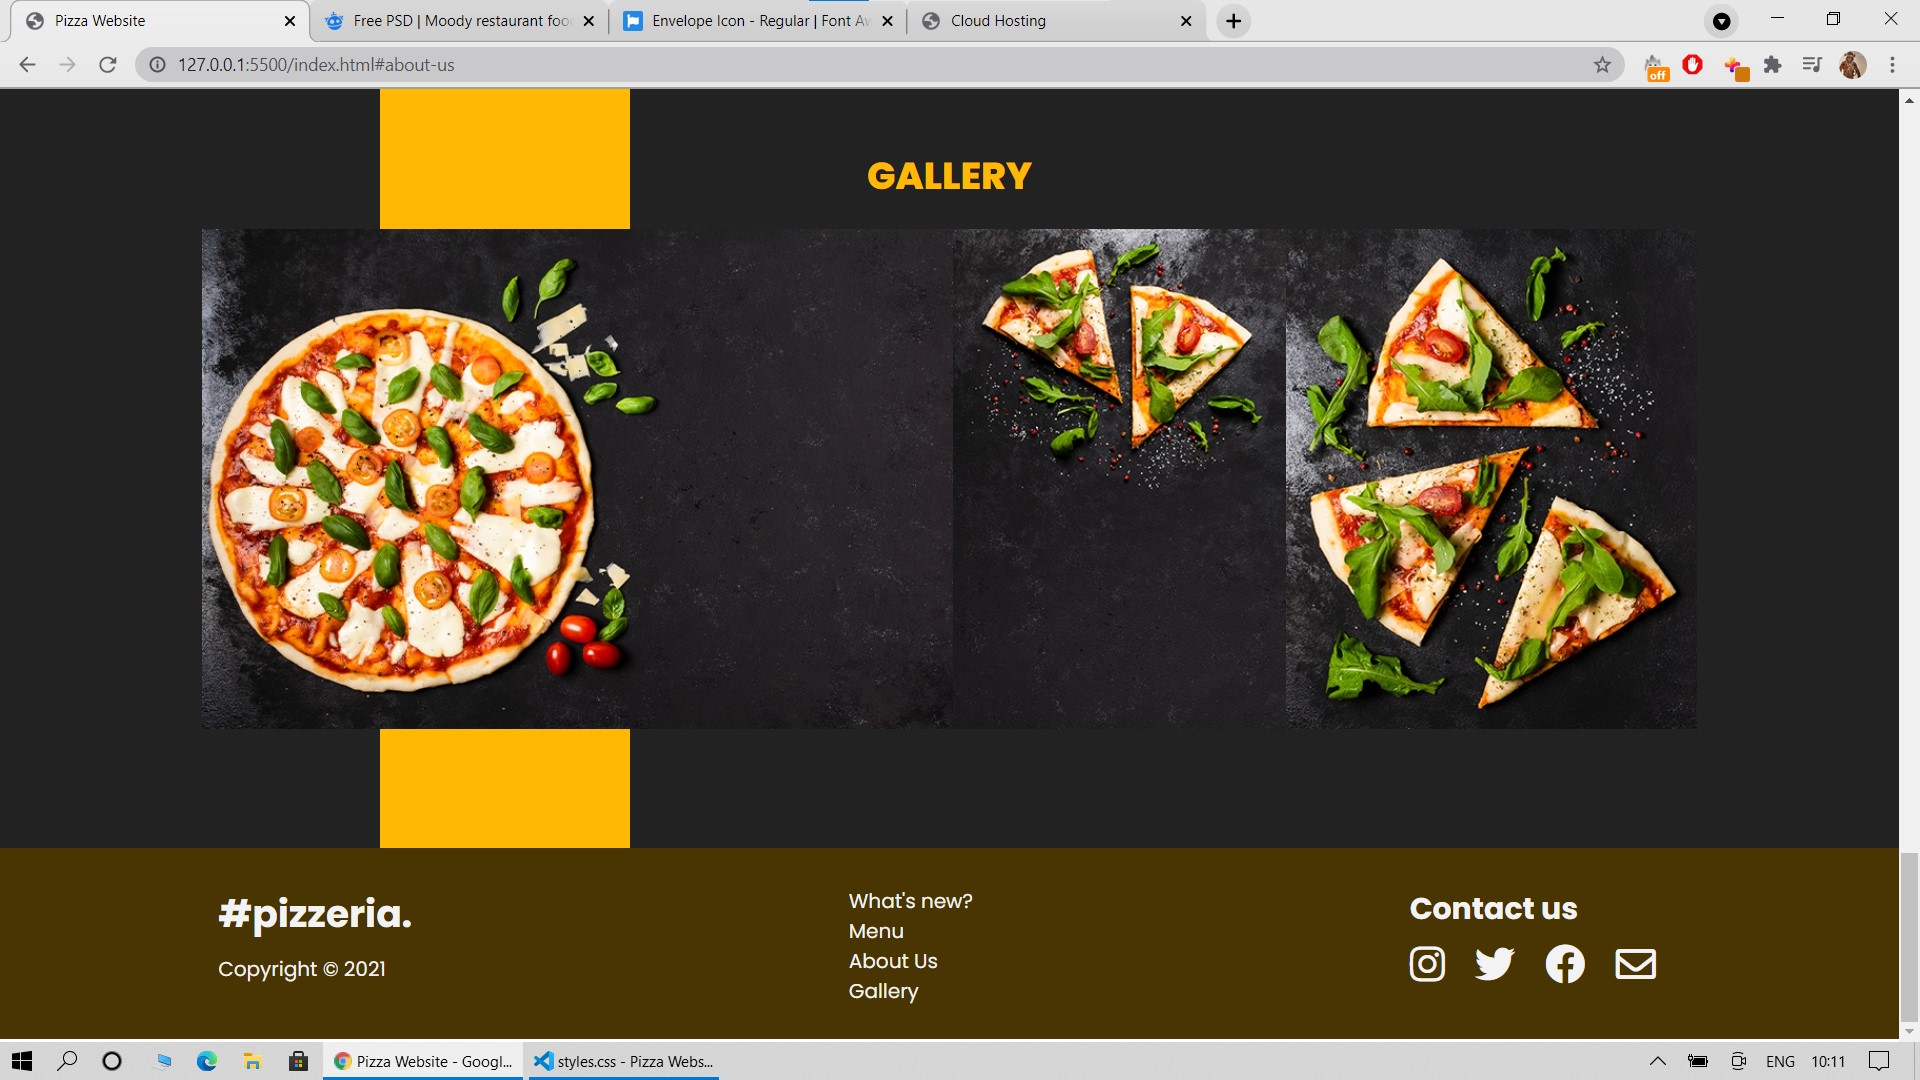 Pizza Website
Free PSD | Moody restaurant foo
Envelope Icon - Regular | Font Aw
Cloud Hosting
127.0.0.1:5500/index.html#about-us
off
GALLERY
#pizzeria.
Copyright © 2021
What's new?
Menu
About Us
Gallery
Contact us
Pizza Website - Googl...
styles.css - Pizza Webs...
ENG
10:11